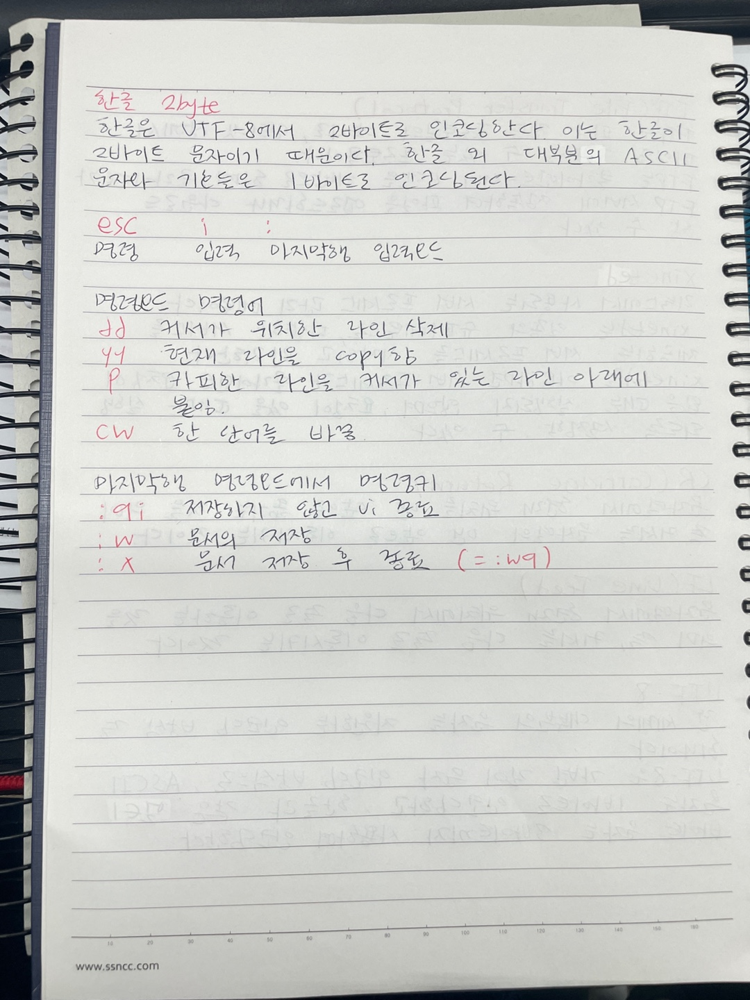 한글 2byte
한글은 UTF-8에서 2바이트로 인코딩한다. 이는 한글이
2바이트 문자이기 때문이다. 한글 외 대부분의 ASCII
문자와 기호들은 1바이트로 인코딩된다.
esc i :
명령 입력 마지막행 입력모드
명령모드 명령어
dd 커서가 위치한 라인 삭제
yy 현재 라인을 copy함
p 카피한 라인을 커서가 있는 라인 아래에
붙임.
cw 한 단어를 바꿈.
마지막행 명령모드에서 명령키
:q! 저장하지 않고 vi 종료
:w 문서의 저장
:x 문서 저장 후 종료 (=:wq)
10 20 30 40 50 60 70 80 90 100 110 120 130 140 150 160
www.ssncc.com